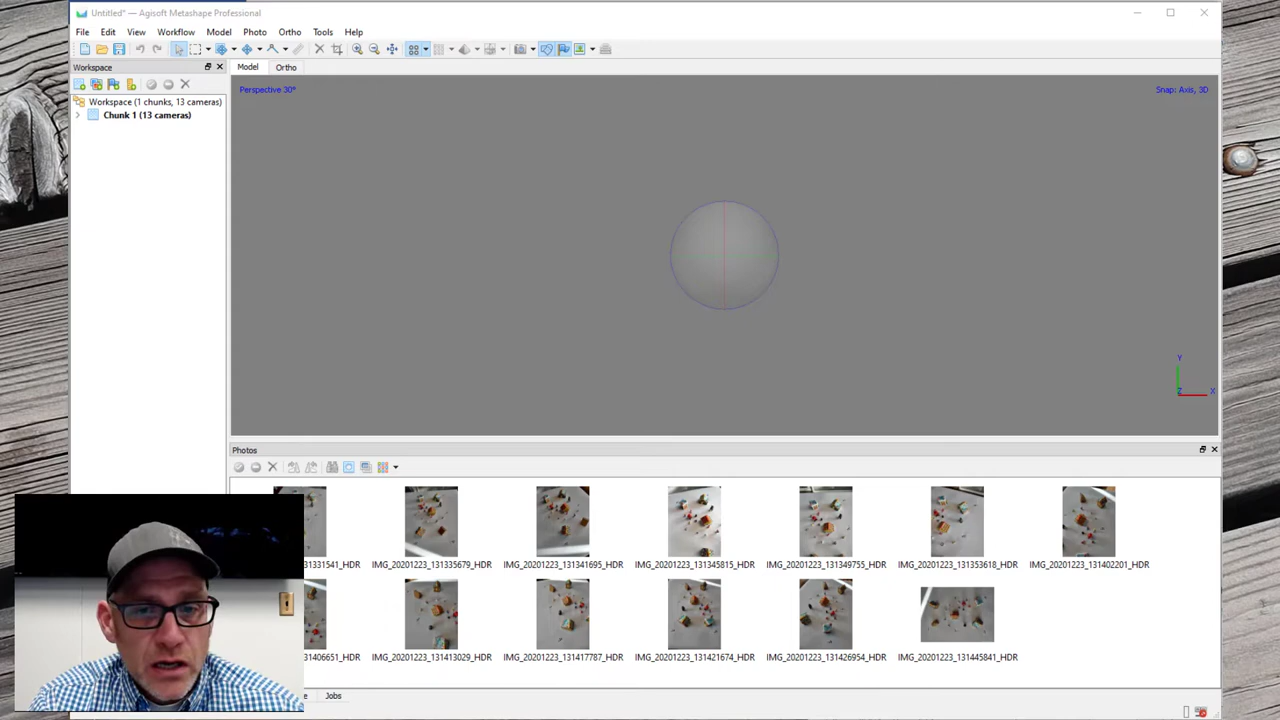 Untitled* — Agisoft Metashape Professional
File Edit View Workflow Model Photo Ortho Tools Help
Workspace
Model Ortho
Perspective 30°
Snap: Axis, 3D
Workspace (1 chunks, 13 cameras)
Chunk 1 (13 cameras)
Y
Z
X
Photos
131331541_HDR IMG_20201223_131335679_HDR IMG_20201223_131341695_HDR IMG_20201223_131345815_HDR IMG_20201223_131349755_HDR IMG_20201223_131353618_HDR IMG_20201223_131402201_HDR
131406651_HDR IMG_20201223_131413029_HDR IMG_20201223_131417787_HDR IMG_20201223_131421674_HDR IMG_20201223_131426954_HDR IMG_20201223_131445841_HDR
Jobs